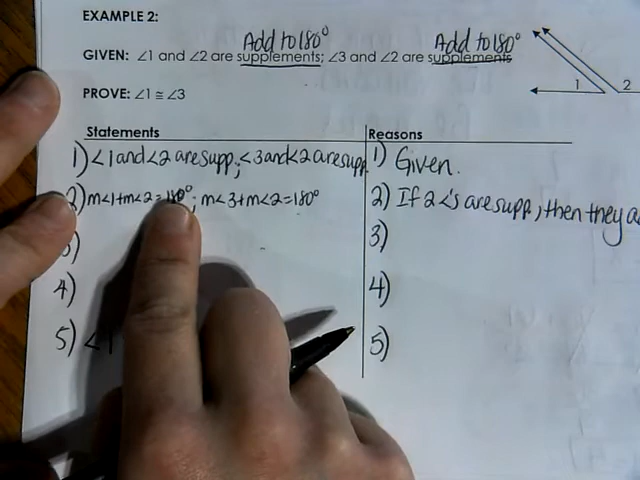 EXAMPLE 2:
Add to 180° Add to 180°
GIVEN: ∠1 and ∠2 are supplements; ∠3 and ∠2 are supplements
1 2
PROVE: ∠1 ≅ ∠3
Statements Reasons
1) ∠1 and ∠2 are supp; ∠3 and ∠2 are supp. 1) Given.
2) m∠1+m∠2=180°; m∠3+m∠2=180° 2) If 2 ∠'s are supp, then they
3) 3)
4) 4)
5) ∠1 5)